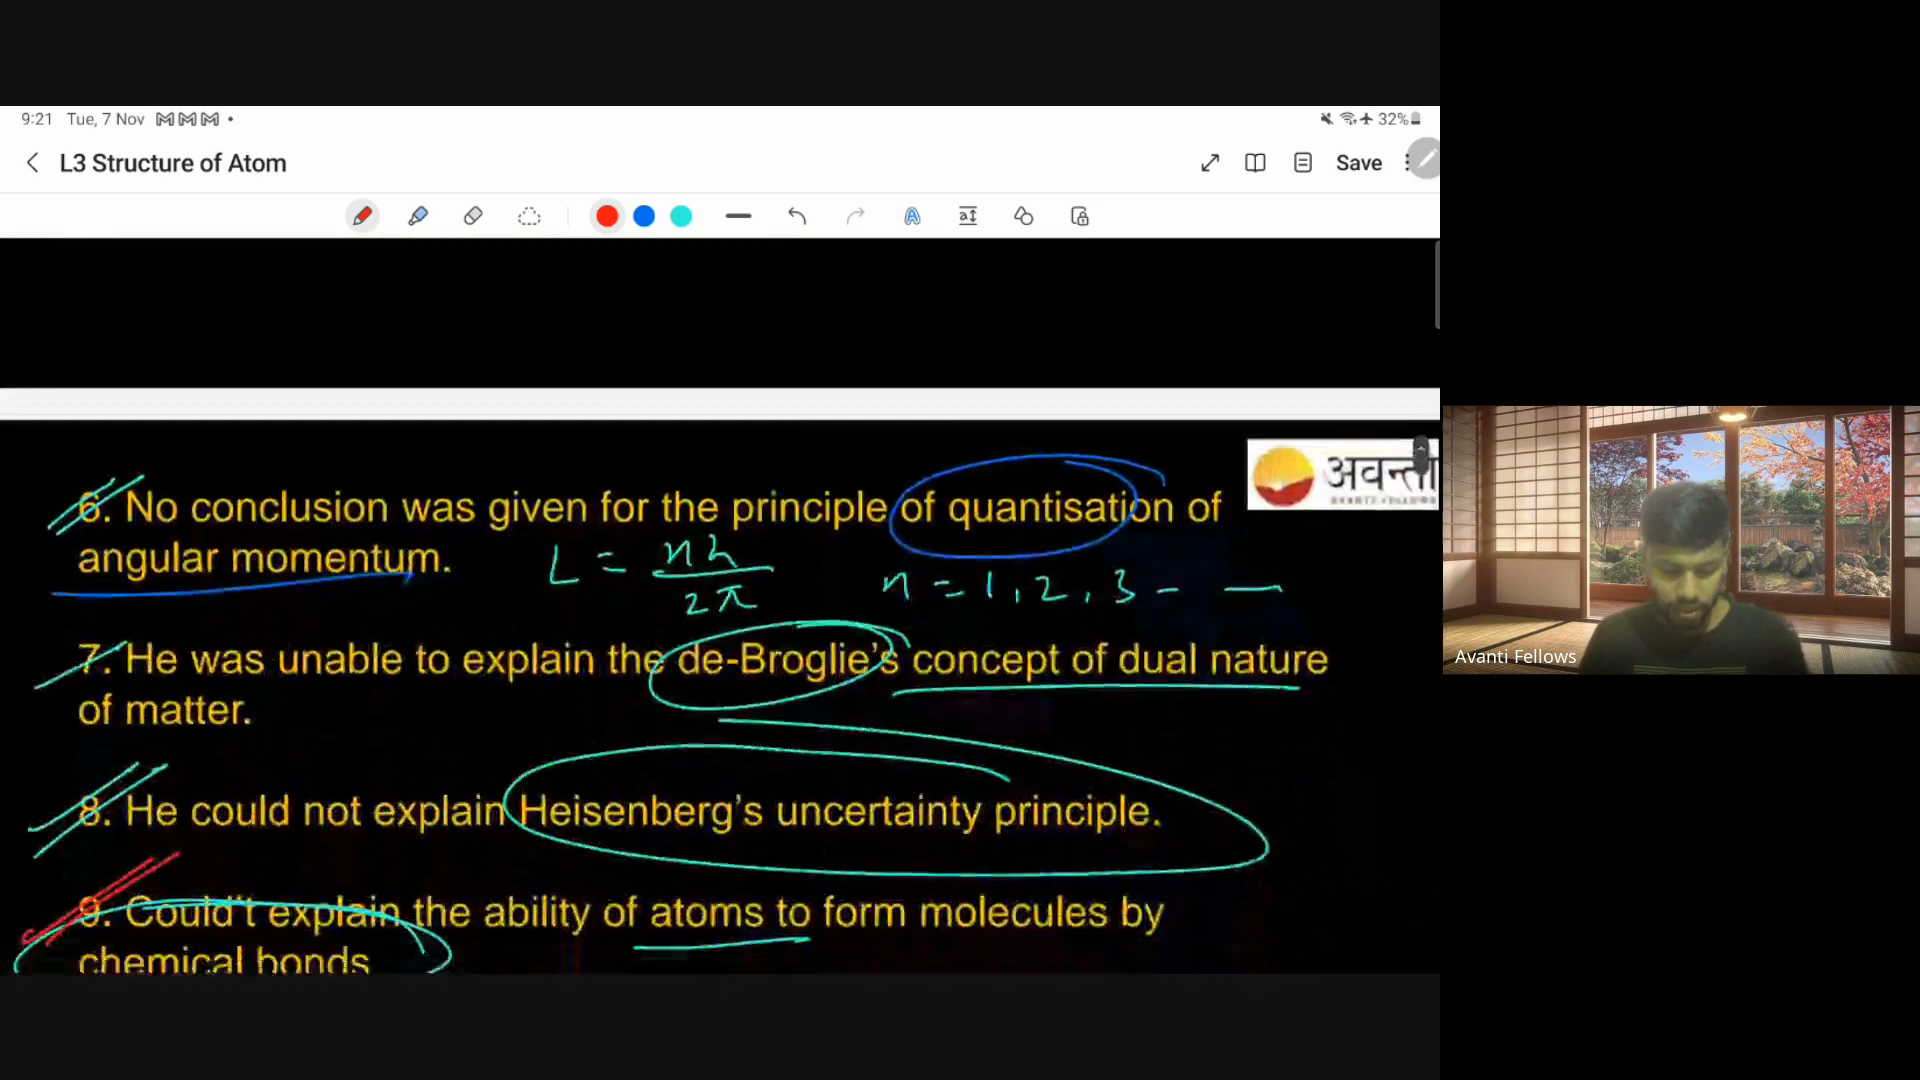 9:21 Tue, 7 Nov
32%
L3 Structure of Atom
Save
6. No conclusion was given for the principle of quantisation of
angular momentum.
L = nh/2π n = 1, 2, 3 - —
7. He was unable to explain the de-Broglie's concept of dual nature
of matter.
8. He could not explain Heisenberg's uncertainty principle.
9. Could't explain the ability of atoms to form molecules by
chemical bonds
Avanti Fellows